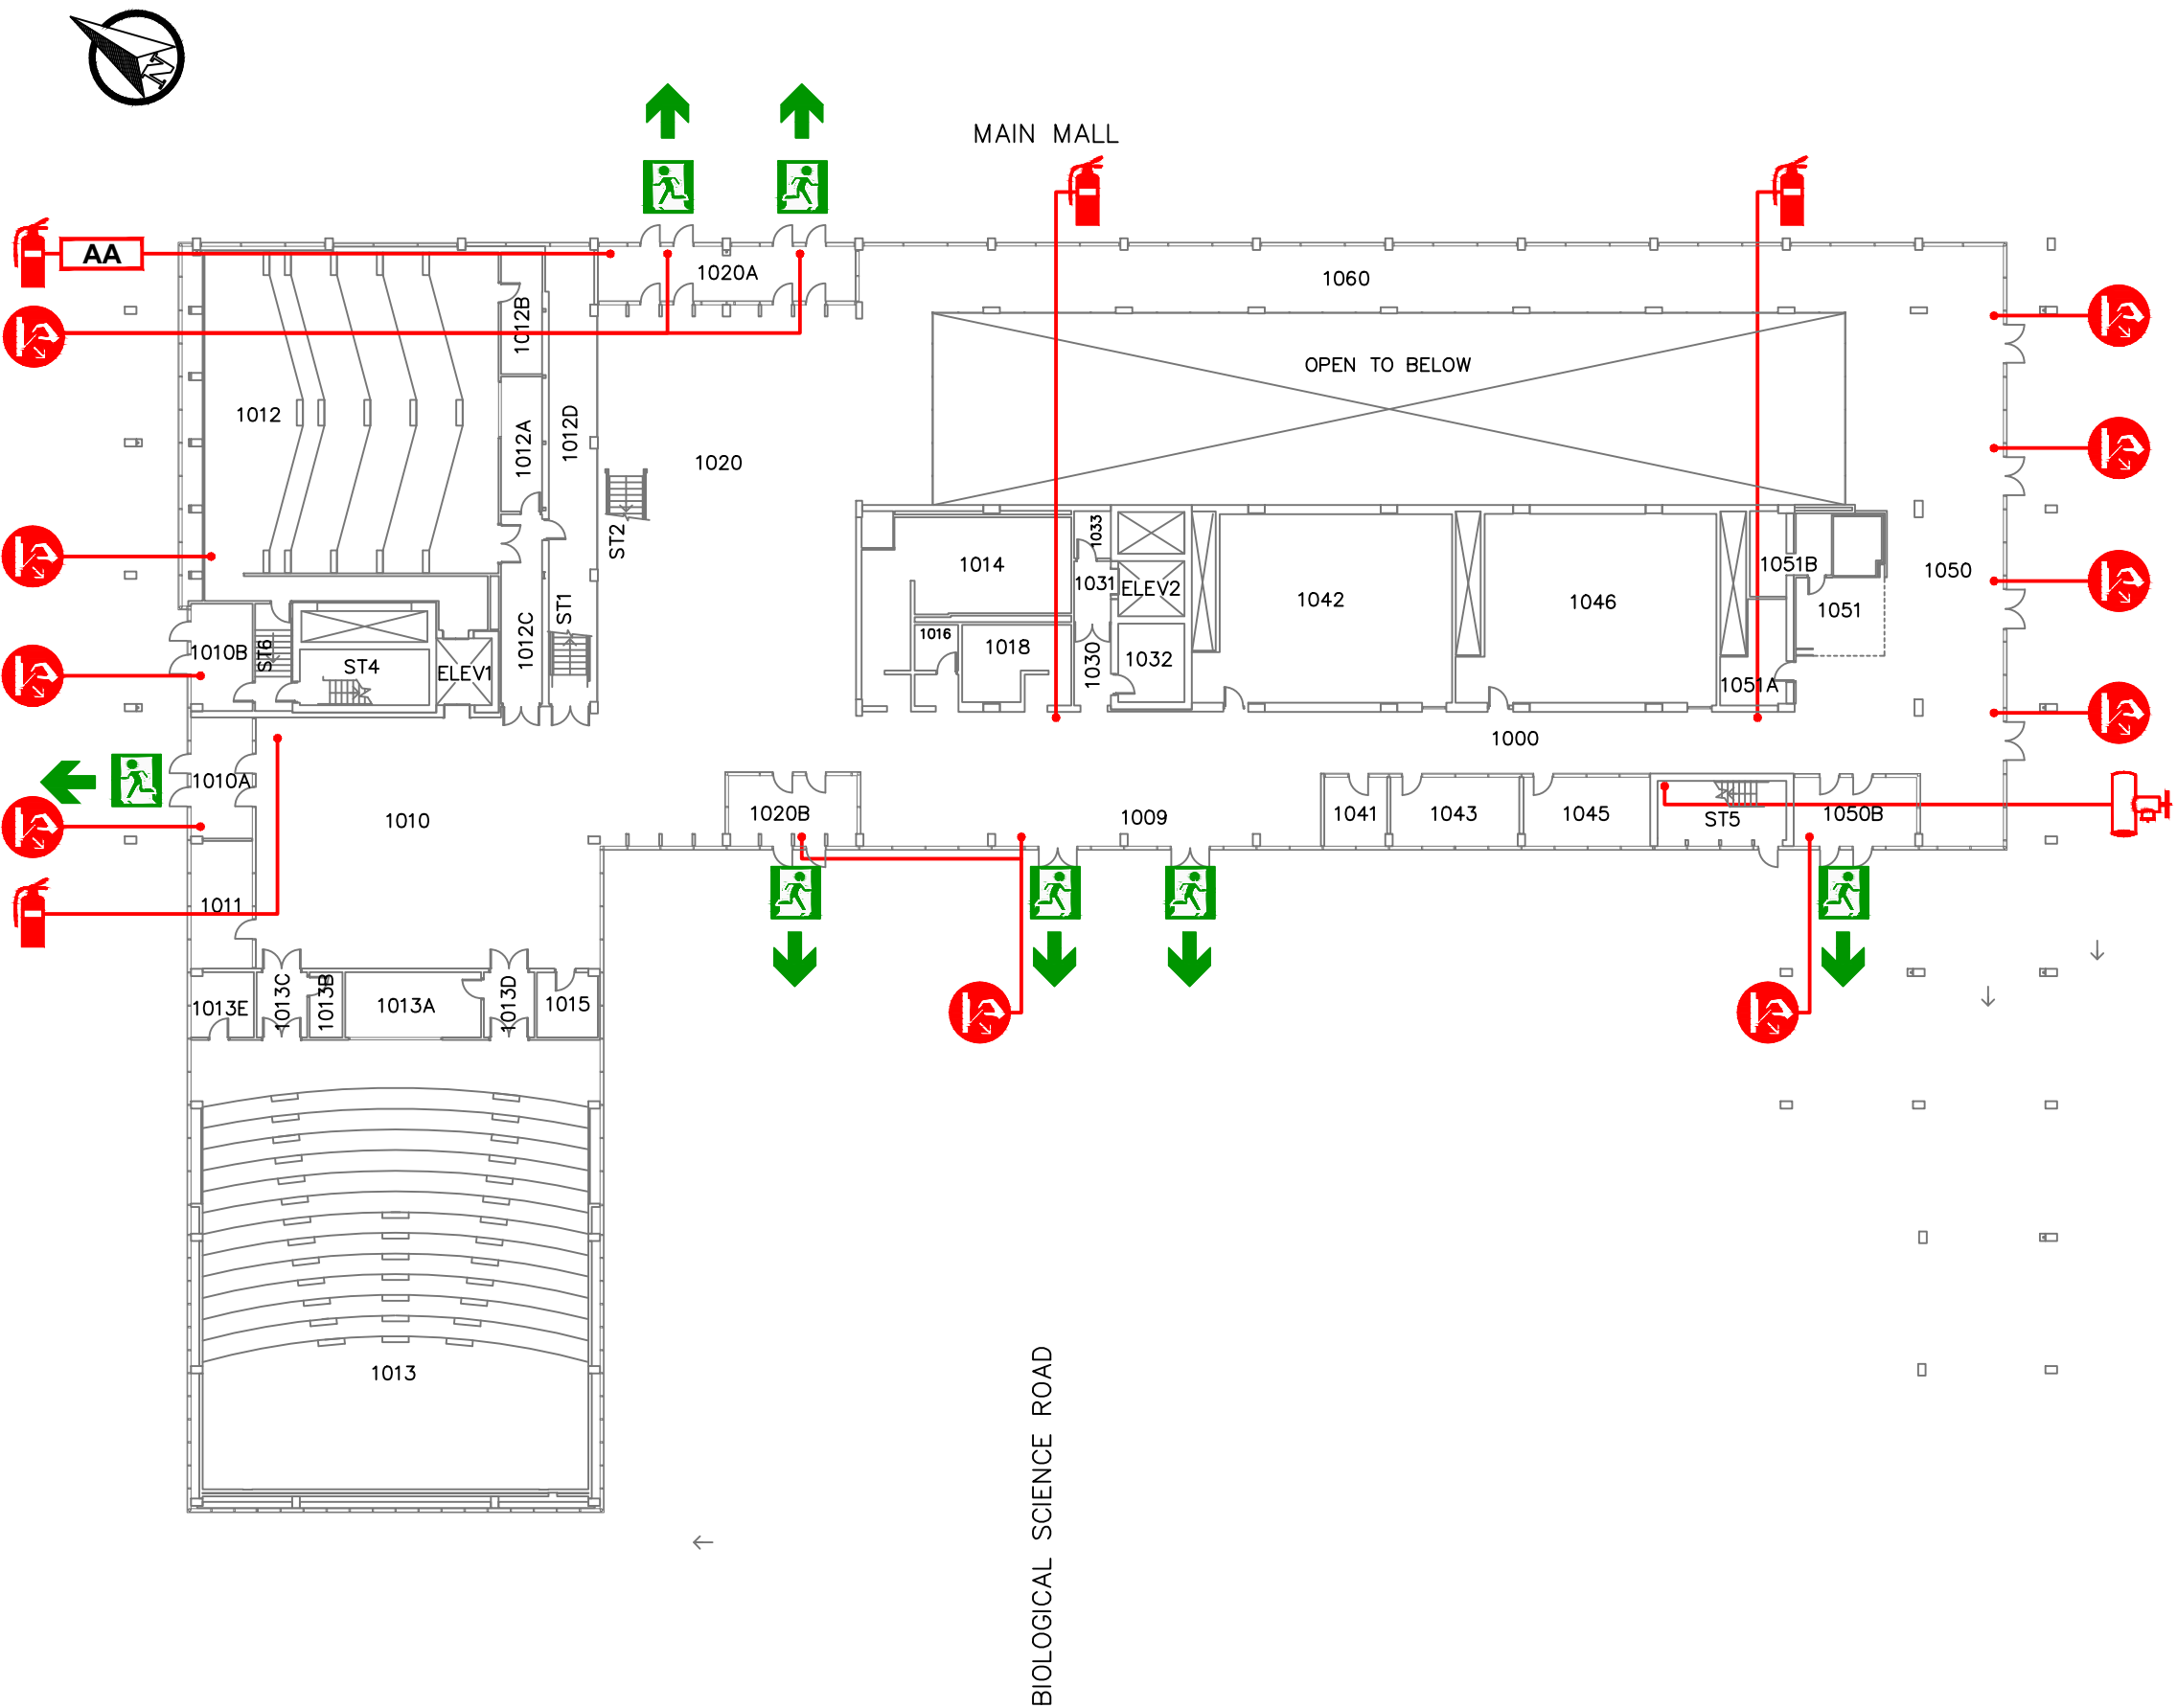 N
MAIN MALL
AA
1020A
1060
1012B
OPEN TO BELOW
1012
1012A
1012D
1020
ST2
1033
1014
1031
ELEV2
1042
1046
1051B
1050
1051
1010B
ST6
ST4
ELEV1
1012C
ST1
1016
1018
1030
1032
1051A
1000
1010A
1010
1020B
1009
1041
1043
1045
ST5
1050B
1011
1013E
1013C
1013B
1013A
1013D
1015
1013
BIOLOGICAL SCIENCE ROAD